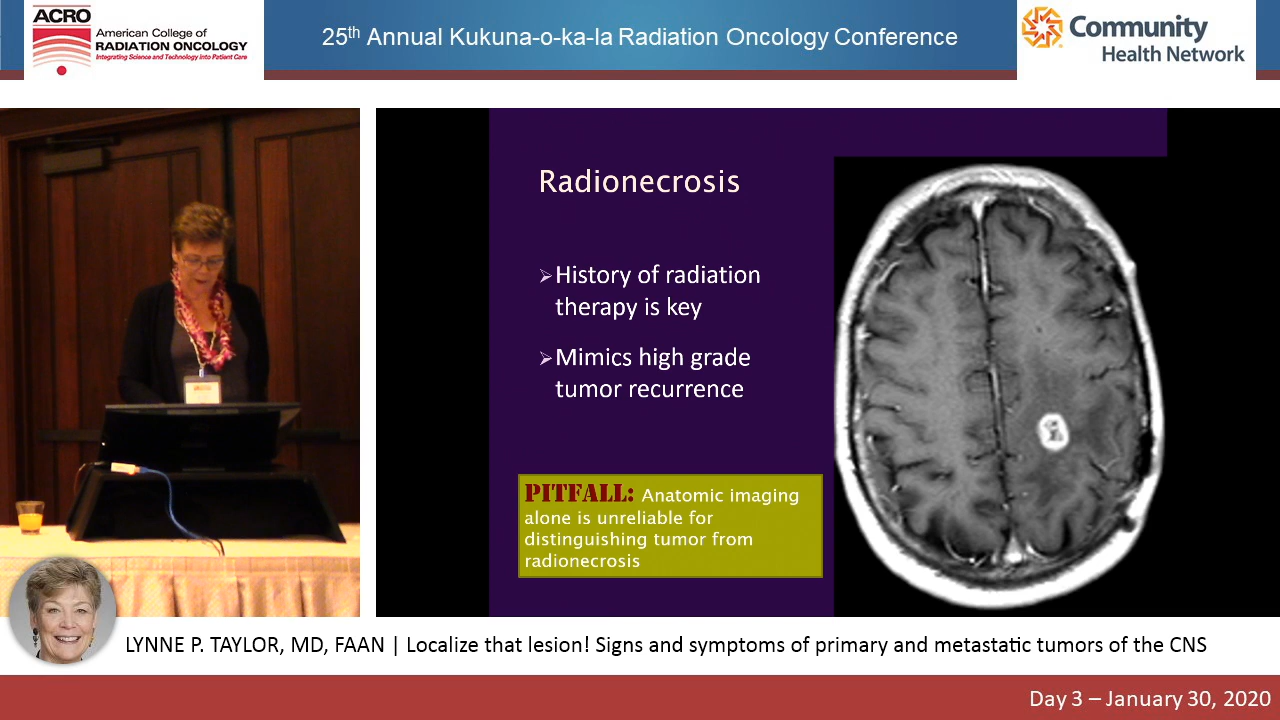 ACRO
American College of
RADIATION ONCOLOGY
Integrating Science and Technology Into Patient Care
25th Annual Kukuna-o-ka-la Radiation Oncology Conference
Community
Health Network
Radionecrosis
➢History of radiation
therapy is key
➢Mimics high grade
tumor recurrence
PITFALL: Anatomic imaging
alone is unreliable for
distinguishing tumor from
radionecrosis
LYNNE P. TAYLOR, MD, FAAN | Localize that lesion! Signs and symptoms of primary and metastatic tumors of the CNS
Day 3 – January 30, 2020